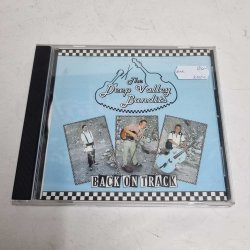 The
Deep Valley
Bandits
BACK ON TRACK